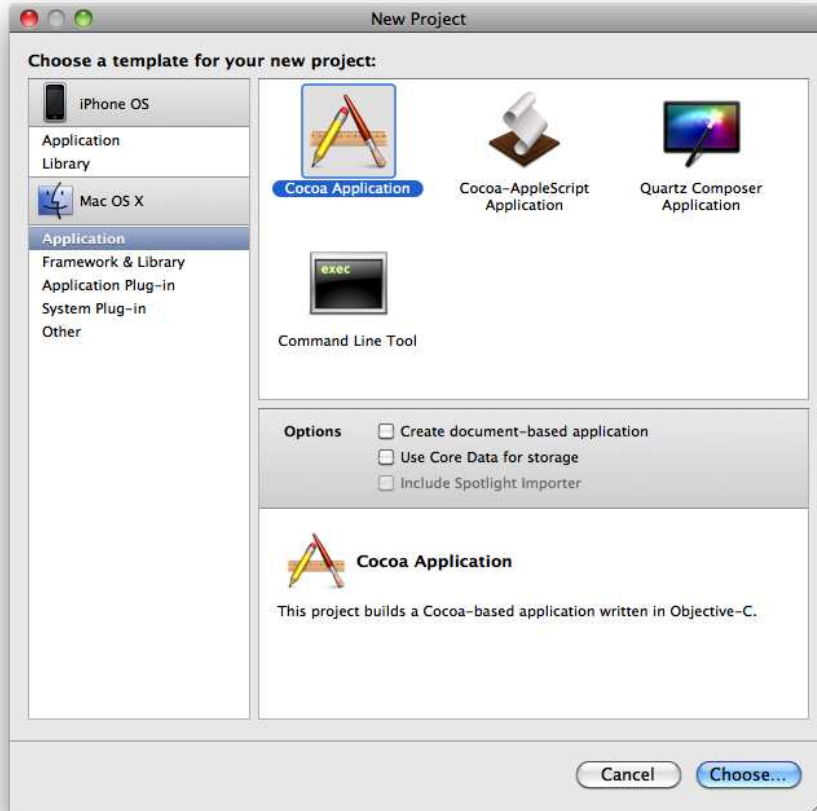 New Project
Choose a template for your new project:
iPhone OS
Application
Library
Mac OS X
Application
Framework & Library
Application Plug-in
System Plug-in
Other
Cocoa Application
Cocoa-AppleScript
Application
Quartz Composer
Application
exec
Command Line Tool
Options
Create document-based application
Use Core Data for storage
Include Spotlight Importer
Cocoa Application
This project builds a Cocoa-based application written in Objective-C.
Cancel
Choose...